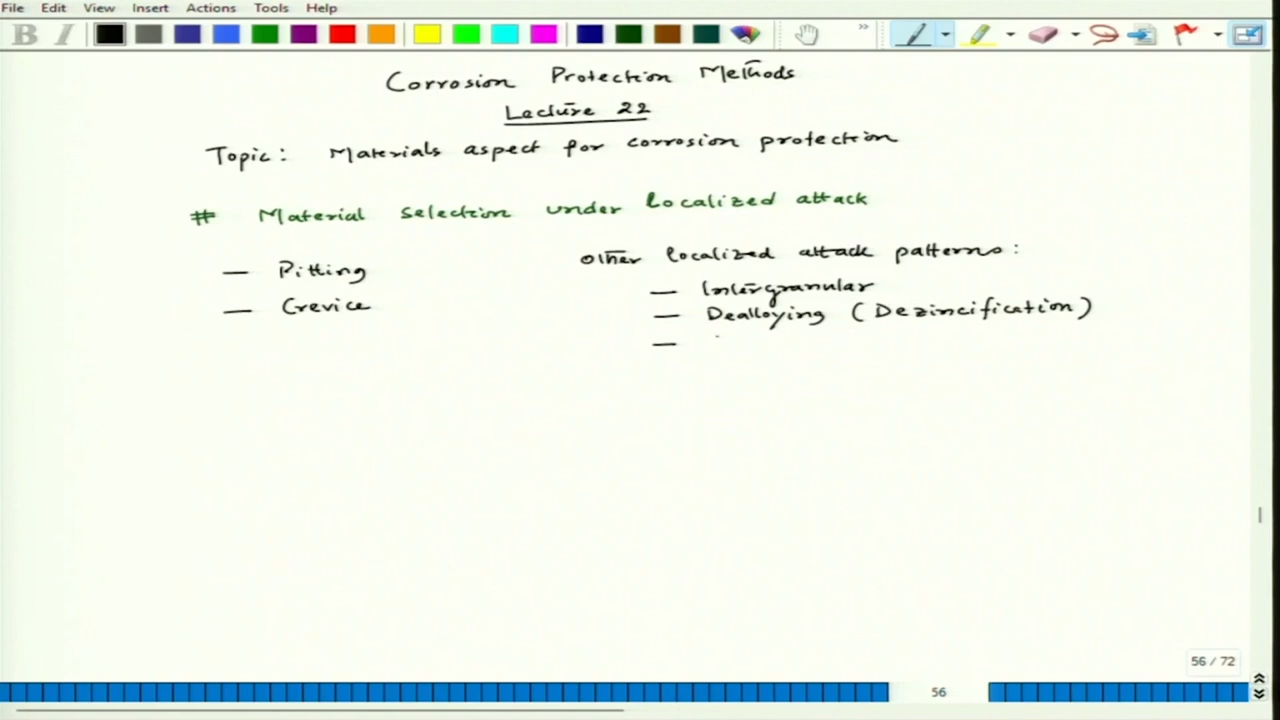 File Edit View Insert Actions Tools Help
B I
Corrosion Protection Methods
Lecture 22
Topic: Materials aspect for corrosion protection
# Material selection under localized attack
— Pitting
— Crevice
Other localized attack patterns:
— Intergranular
— Dealloying (Dezincification)
—
56 / 72
56